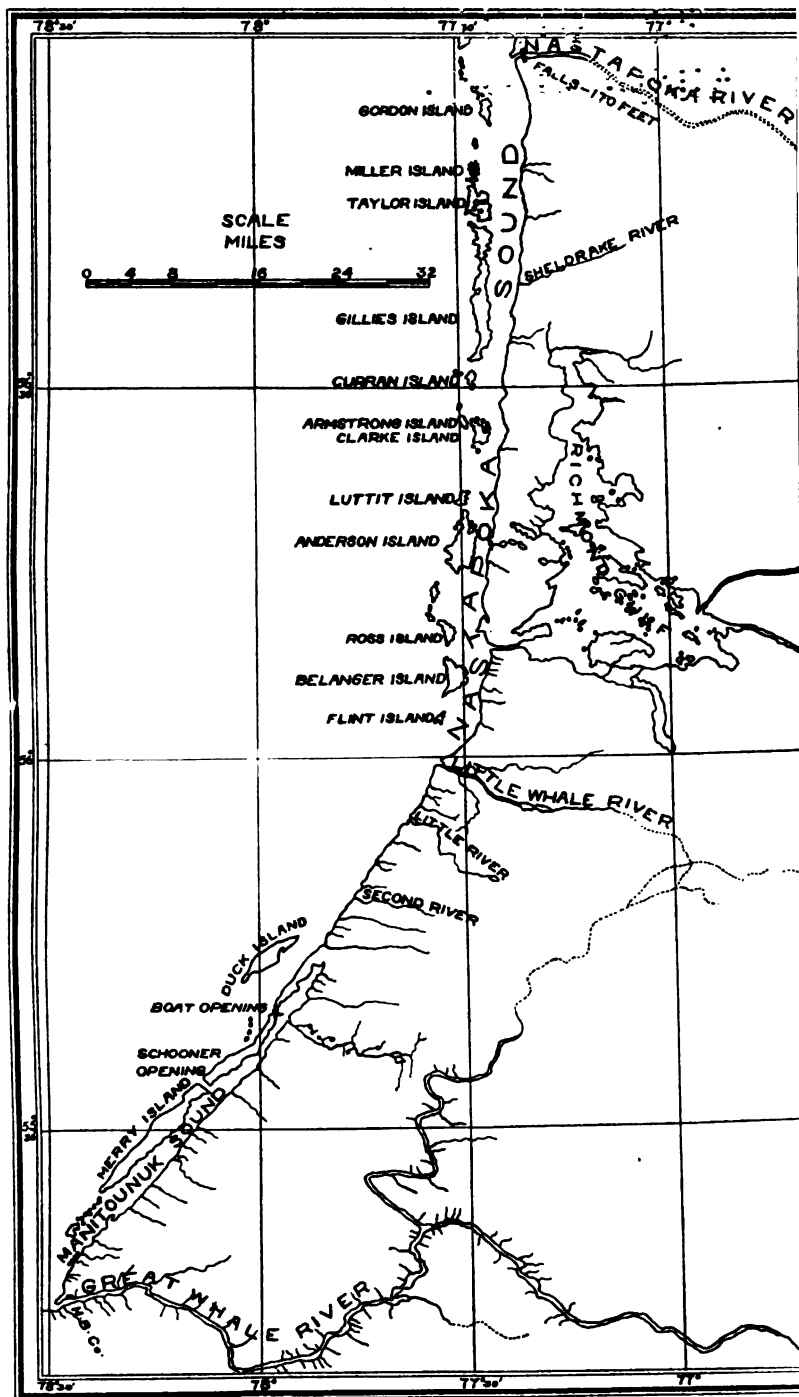 78°30' 78° 77°30' 77°
NASTAPOKA RIVER
FALLS-170 FEET
GORDON ISLAND
MILLER ISLAND
TAYLOR ISLAND
SCALE
MILES
0 4 8 16 24 32
SHELDRAKE RIVER
GILLIES ISLAND
CURRAN ISLAND
ARMSTRONG ISLAND
CLARKE ISLAND
LUTTIT ISLAND
ANDERSON ISLAND
RICHMOND GULF
ROSS ISLAND
BELANGER ISLAND
FLINT ISLAND
NASKAPOKA SOUND
56°
LITTLE WHALE RIVER
LITTLE RIVER
SECOND RIVER
DUCK ISLAND
BOAT OPENING
SCHOONER
OPENING
MERRY ISLAND
MANITOUNUK SOUND
GREAT WHALE RIVER
H.B.Co.
78°30' 78° 77°30' 77°